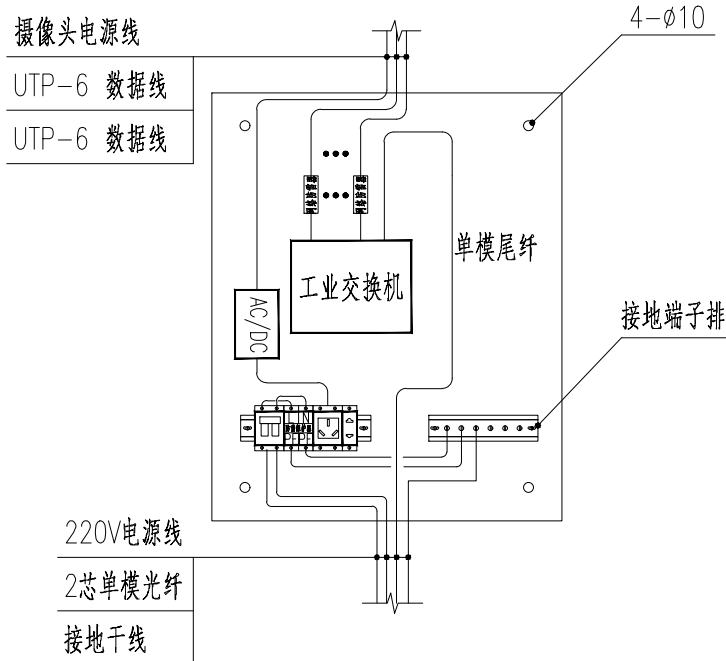 摄像头电源线
UTP-6 数据线
UTP-6 数据线
4-Ø10
单模尾纤
工业交换机
AC/DC
接地端子排
L N
PE PE
220V电源线
2芯单模光纤
接地干线